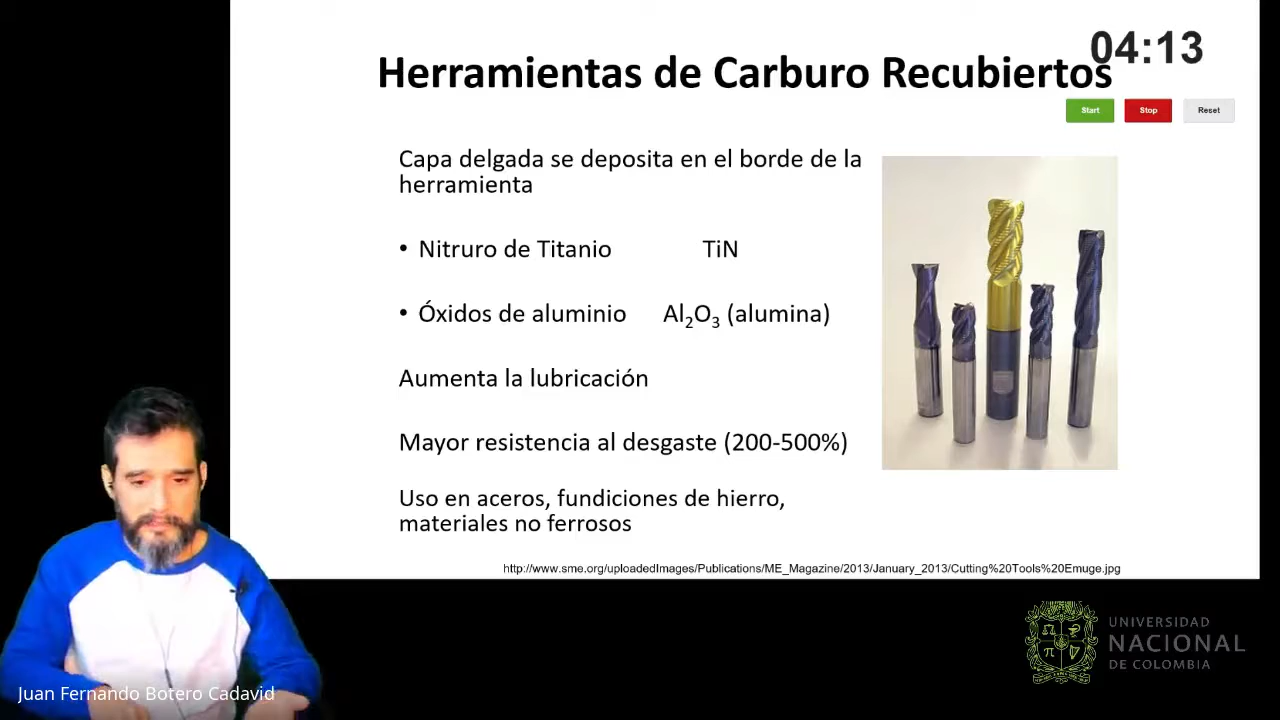 04:13
Herramientas de Carburo Recubiertos
Start Stop Reset
Capa delgada se deposita en el borde de la
herramienta
• Nitruro de Titanio TiN
• Óxidos de aluminio Al₂O₃ (alumina)
Aumenta la lubricación
Mayor resistencia al desgaste (200-500%)
Uso en aceros, fundiciones de hierro,
materiales no ferrosos
http://www.sme.org/uploadedImages/Publications/ME_Magazine/2013/January_2013/Cutting%20Tools%20Emuge.jpg
UNIVERSIDAD
NACIONAL
DE COLOMBIA
Juan Fernando Botero Cadavid